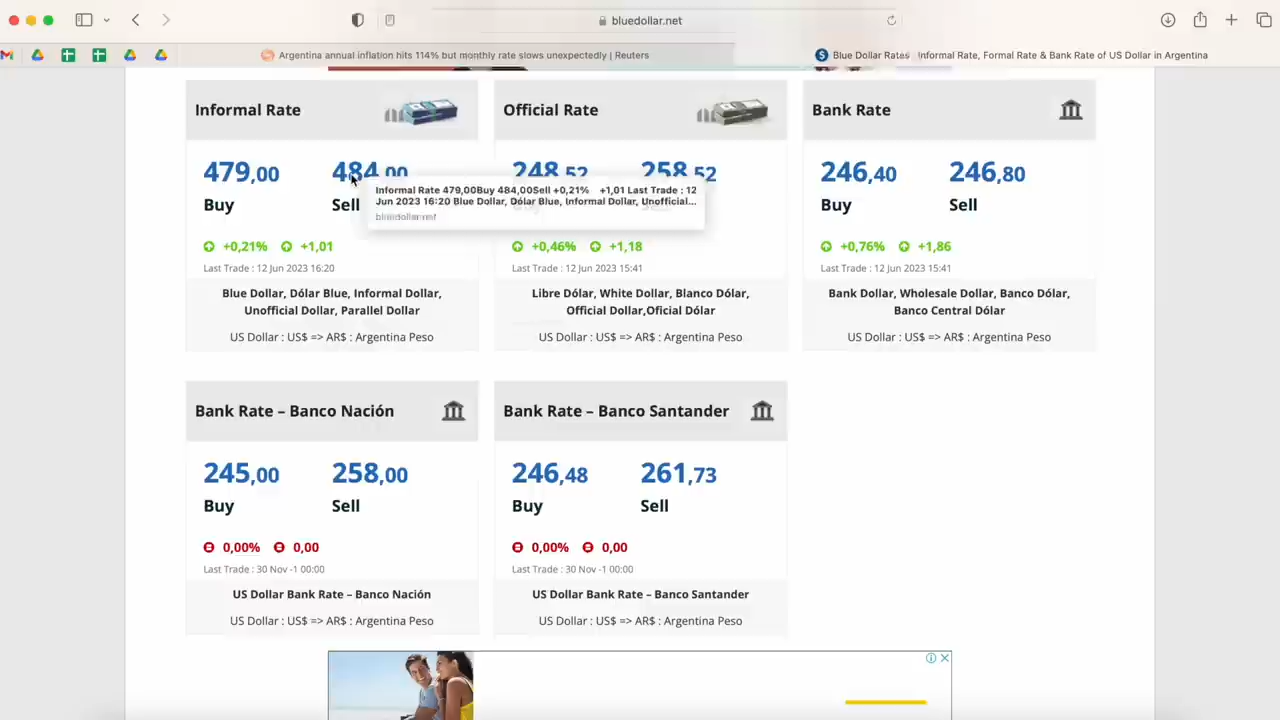 bluedollar.net
Argentina annual inflation hits 114% but monthly rate slows unexpectedly | Reuters
Blue Dollar Rates Informal Rate, Formal Rate & Bank Rate of US Dollar in Argentina
Informal Rate
479,00
484,00
Buy
Sell
+0,21% +1,01
Last Trade : 12 Jun 2023 16:20
Blue Dollar, Dólar Blue, Informal Dollar,
Unofficial Dollar, Parallel Dollar
US Dollar : US$ => AR$ : Argentina Peso
Informal Rate 479,00Buy 484,00Sell +0,21% +1,01 Last Trade : 12
Jun 2023 16:20 Blue Dollar, Dólar Blue, Informal Dollar, Unofficial...
bluedollar.net
Official Rate
248,52
258,52
+0,46% +1,18
Last Trade : 12 Jun 2023 15:41
Libre Dólar, White Dollar, Blanco Dólar,
Official Dollar,Oficial Dólar
US Dollar : US$ => AR$ : Argentina Peso
Bank Rate
246,40
246,80
Buy
Sell
+0,76% +1,86
Last Trade : 12 Jun 2023 15:41
Bank Dollar, Wholesale Dollar, Banco Dólar,
Banco Central Dólar
US Dollar : US$ => AR$ : Argentina Peso
Bank Rate – Banco Nación
245,00
258,00
Buy
Sell
0,00% 0,00
Last Trade : 30 Nov -1 00:00
US Dollar Bank Rate – Banco Nación
US Dollar : US$ => AR$ : Argentina Peso
Bank Rate – Banco Santander
246,48
261,73
Buy
Sell
0,00% 0,00
Last Trade : 30 Nov -1 00:00
US Dollar Bank Rate – Banco Santander
US Dollar : US$ => AR$ : Argentina Peso